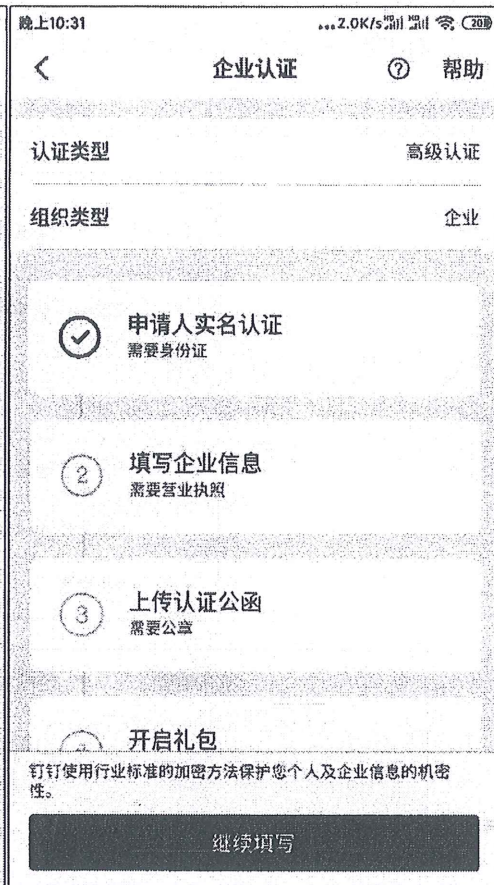 晚上10:31
...2.0K/s
20
企业认证
帮助
认证类型
高级认证
组织类型
企业
申请人实名认证
需要身份证
2
填写企业信息
需要营业执照
3
上传认证公函
需要公章
开启礼包
钉钉使用行业标准的加密方法保护您个人及企业信息的机密
性。
继续填写